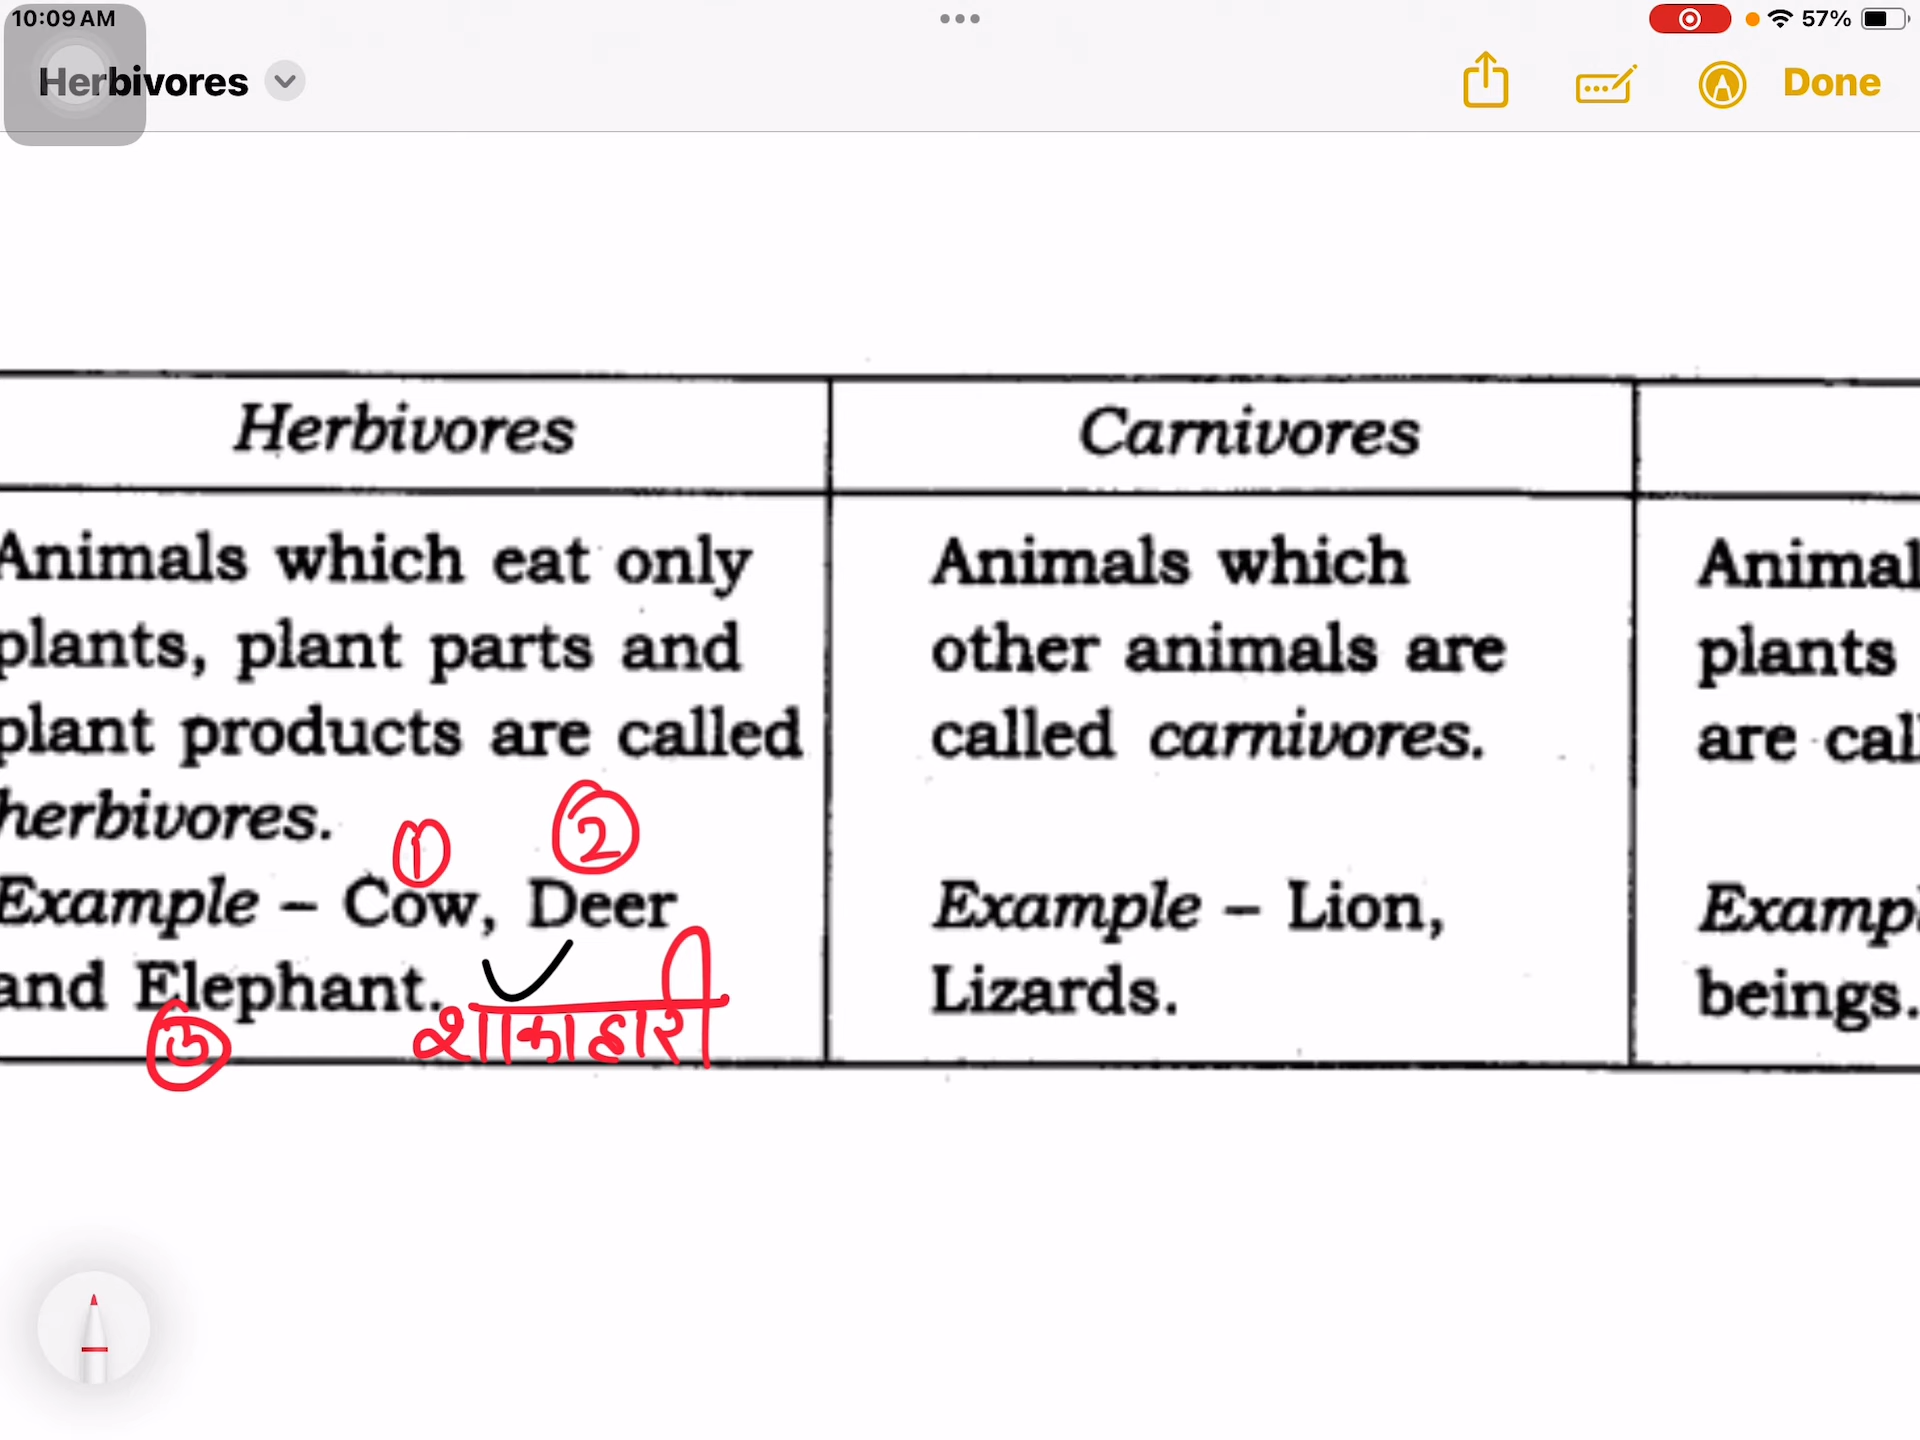 10:09 AM
57%
Herbivores
Done
Herbivores
Animals which eat only
plants, plant parts and
plant products are called
herbivores.
1
2
Example – Cow, Deer
and Elephant.
3
शाकाहारी
Carnivores
Animals which
other animals are
called carnivores.
Example – Lion,
Lizards.
Animal
plants
are cal
Exampl
beings.